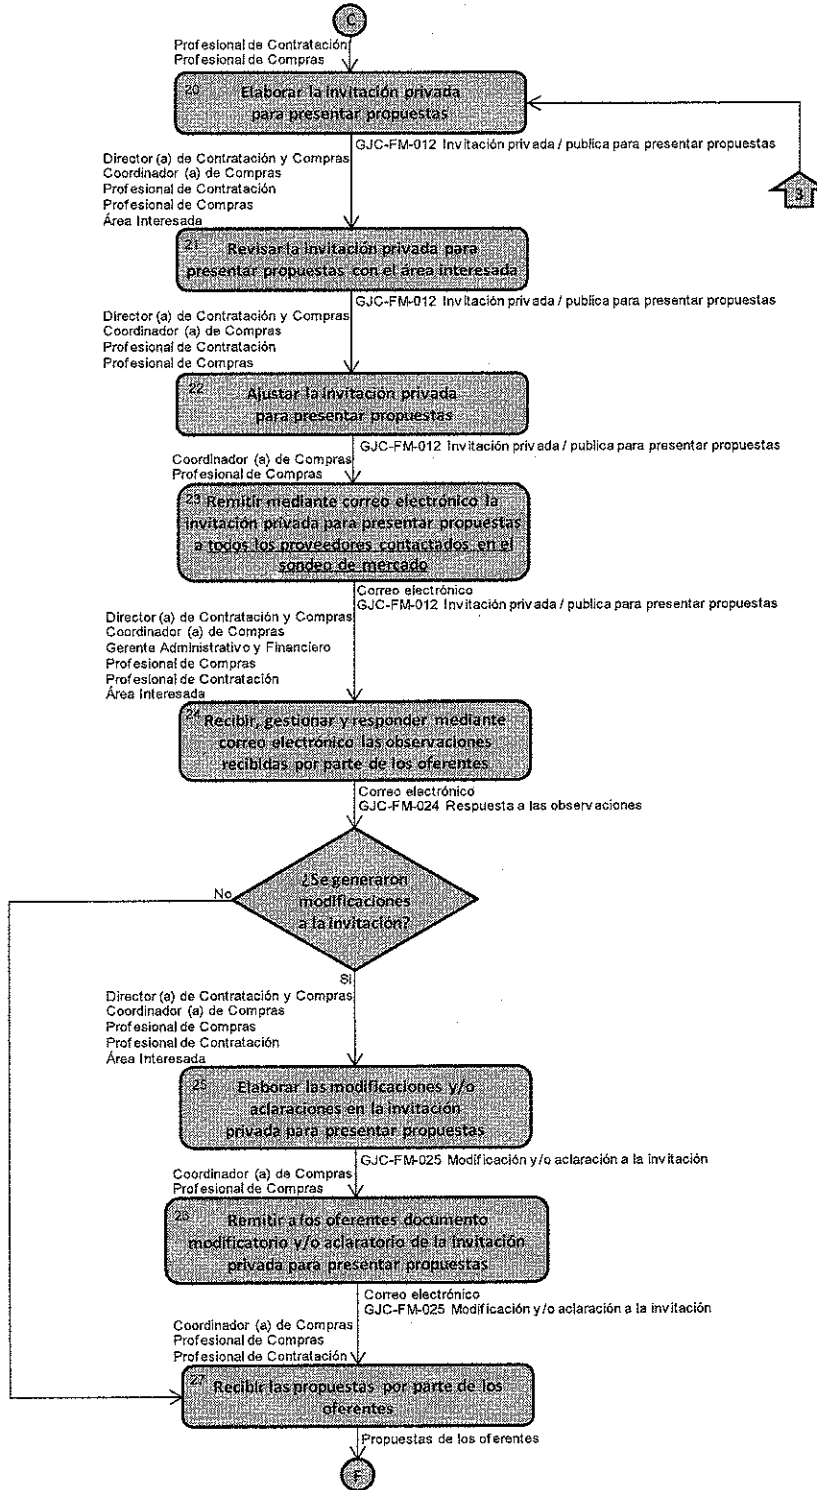 C
Profesional de Contratación
Profesional de Compras
20 Elaborar la invitación privada
para presentar propuestas
GJC-FM-012 Invitación privada / publica para presentar propuestas
3
Director (a) de Contratación y Compras
Coordinador (a) de Compras
Profesional de Contratación
Profesional de Compras
Área Interesada
21 Revisar la invitación privada para
presentar propuestas con el área interesada
GJC-FM-012 Invitación privada / publica para presentar propuestas
Director (a) de Contratación y Compras
Coordinador (a) de Compras
Profesional de Contratación
Profesional de Compras
22 Ajustar la invitación privada
para presentar propuestas
GJC-FM-012 Invitación privada / publica para presentar propuestas
Coordinador (a) de Compras
Profesional de Compras
23 Remitir mediante correo electrónico la
invitación privada para presentar propuestas
a todos los proveedores contactados en el
sondeo de mercado
Correo electrónico
GJC-FM-012 Invitación privada / publica para presentar propuestas
Director (a) de Contratación y Compras
Coordinador (a) de Compras
Gerente Administrativo y Financiero
Profesional de Compras
Profesional de Contratación
Área Interesada
24 Recibir, gestionar y responder mediante
correo electrónico las observaciones
recibidas por parte de los oferentes
Correo electrónico
GJC-FM-024 Respuesta a las observaciones
¿Se generaron
modificaciones
a la invitación?
No
Si
Director (a) de Contratación y Compras
Coordinador (a) de Compras
Profesional de Compras
Profesional de Contratación
Área Interesada
25 Elaborar las modificaciones y/o
aclaraciones en la invitación
privada para presentar propuestas
GJC-FM-025 Modificación y/o aclaración a la invitación
Coordinador (a) de Compras
Profesional de Compras
26 Remitir a los oferentes documento
modificatorio y/o aclaratorio de la invitación
privada para presentar propuestas
Correo electrónico
GJC-FM-025 Modificación y/o aclaración a la invitación
Coordinador (a) de Compras
Profesional de Compras
Profesional de Contratación
27 Recibir las propuestas por parte de los
oferentes
Propuestas de los oferentes
F